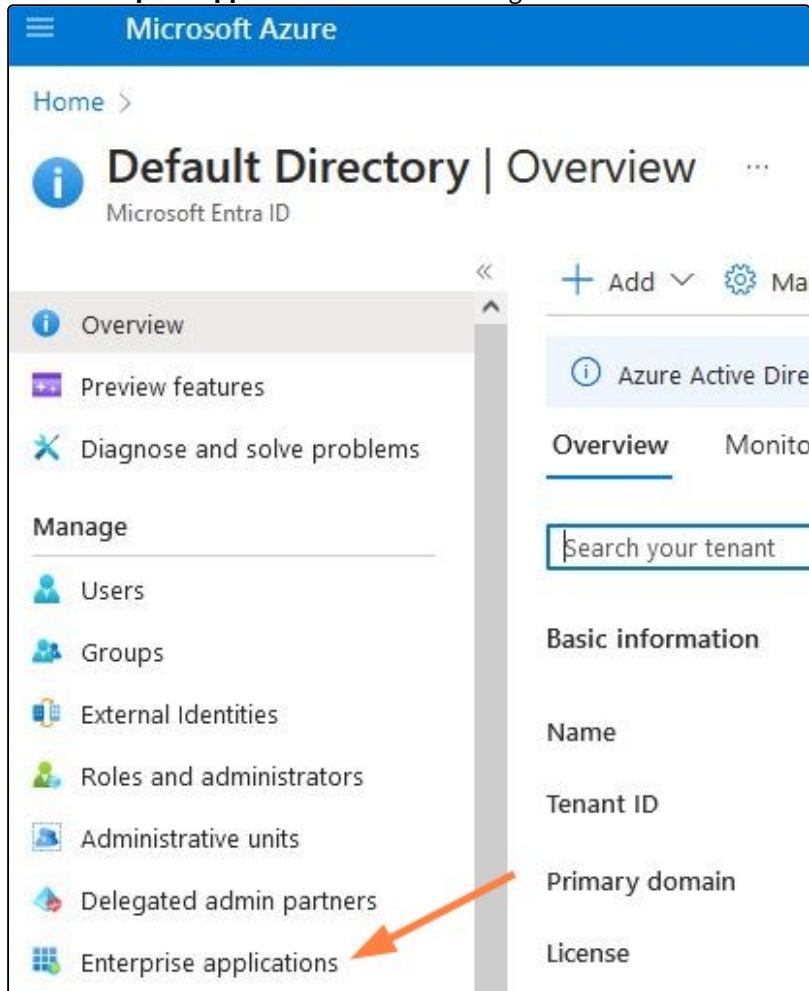 Microsoft Azure
Home >
Default Directory | Overview ...
Microsoft Entra ID
«
Overview
Preview features
Diagnose and solve problems
Manage
Users
Groups
External Identities
Roles and administrators
Administrative units
Delegated admin partners
Enterprise applications
+ Add Ma
Azure Active Dire
Overview Monito
Search your tenant
Basic information
Name
Tenant ID
Primary domain
License